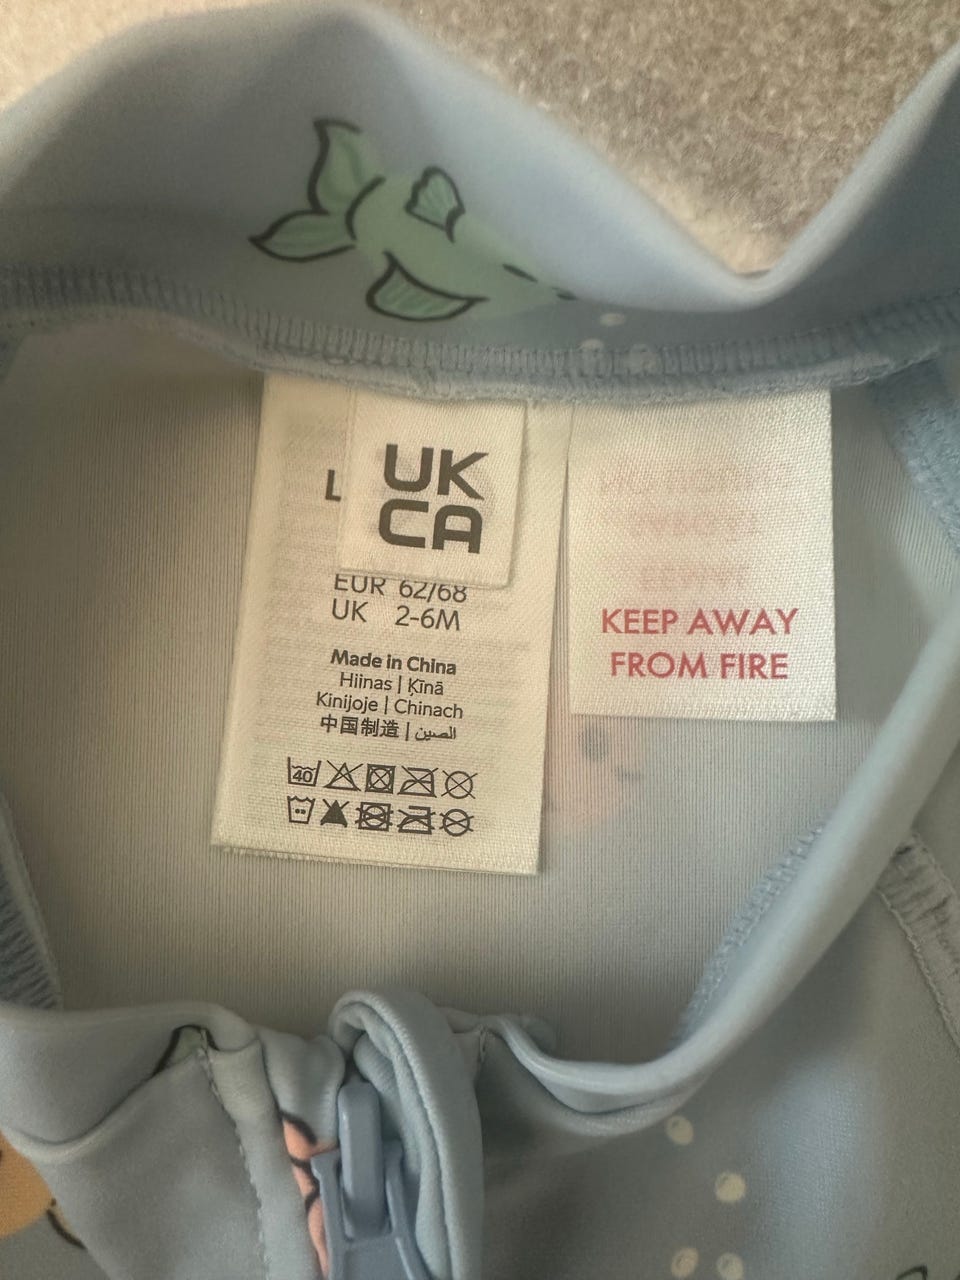 UK
CA
L
EUR 62/68
UK 2-6M
Made in China
Hiinas | Ķīnā
Kinijoje | Chinach
中国制造 | الصين
40
KEEP AWAY
FROM FIRE